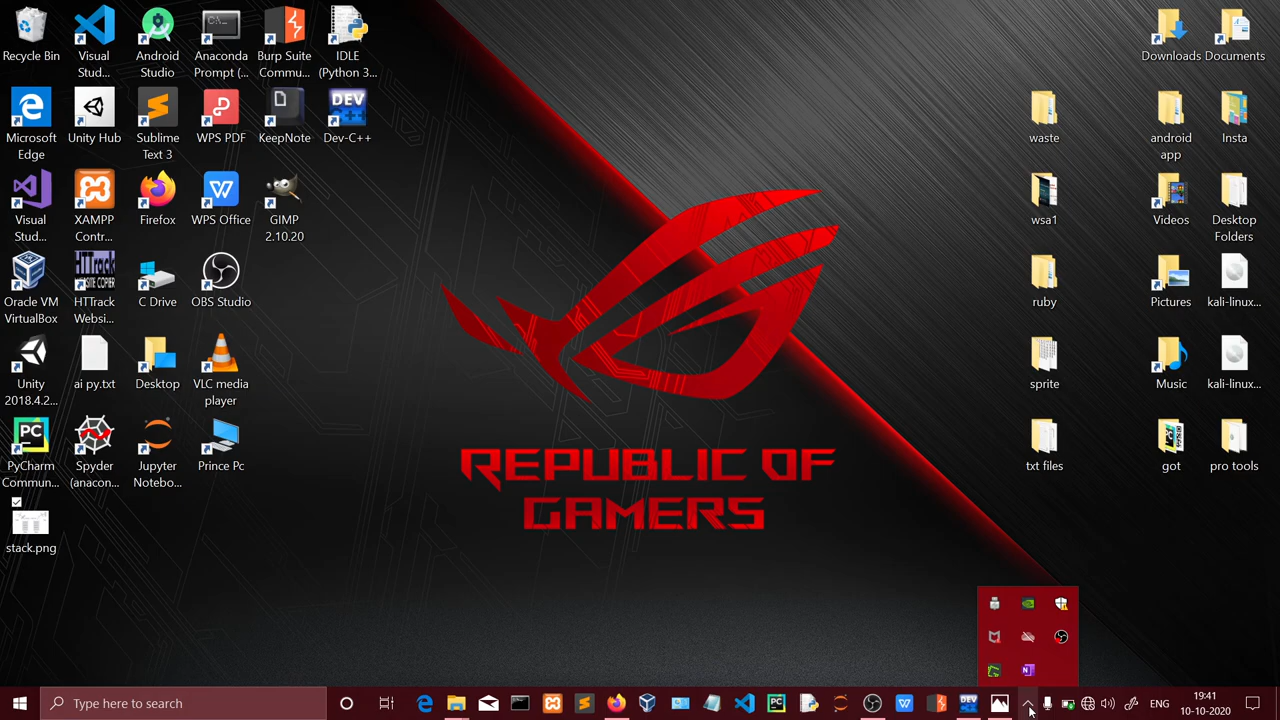 Recycle Bin
Visual
Stud...
Android
Studio
Anaconda
Prompt (...
Burp Suite
Commu...
IDLE
(Python 3...
Downloads
Documents
Microsoft
Edge
Unity Hub
Sublime
Text 3
WPS PDF
KeepNote
DEV
C++
Dev-C++
waste
android
app
Insta
Visual
Stud...
XAMPP
Contr...
Firefox
WPS Office
GIMP
2.10.20
wsa1
Videos
Desktop
Folders
Oracle VM
VirtualBox
HTTrack
WEBSITE COPIER
HTTrack
Websi...
C Drive
OBS Studio
ruby
Pictures
kali-linux...
Unity
2018.4.2...
ai py.txt
Desktop
VLC media
player
sprite
Music
kali-linux...
PC
PyCharm
Commun...
Spyder
(anacon...
Jupyter
Notebo...
Prince Pc
txt files
got
pro tools
stack.png
REPUBLIC OF
GAMERS
Type here to search
ENG
19:41
10-10-2020